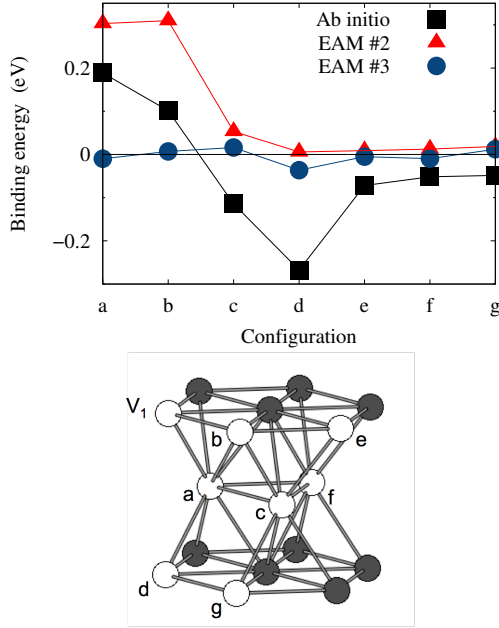 Ab initio
EAM #2
EAM #3
0.2
0
−0.2
Binding energy (eV)
a b c d e f g
Configuration
V1
b
e
a
f
c
d
g